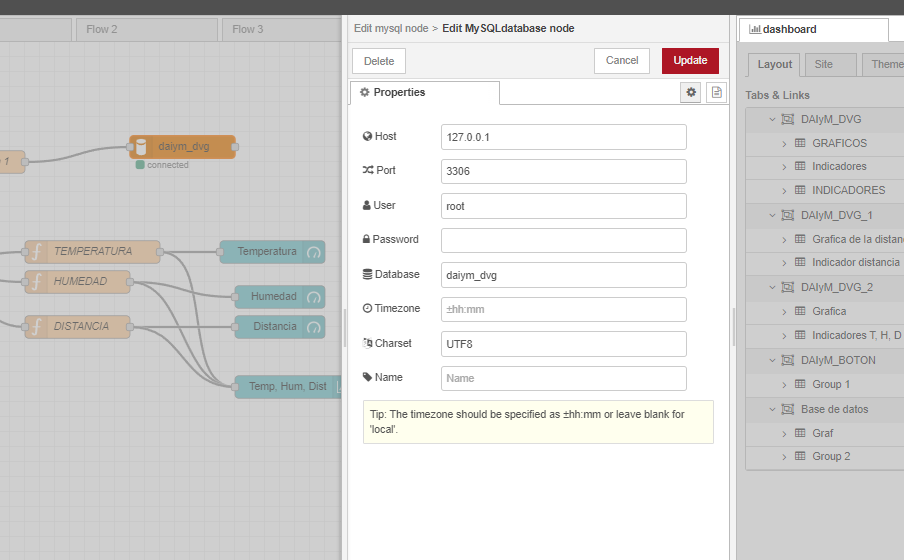 Flow 2
Flow 3
1
daiym_dvg
connected
TEMPERATURA
Temperatura
HUMEDAD
Humedad
DISTANCIA
Distancia
Temp, Hum, Dist
Edit mysql node > Edit MySQLdatabase node
Delete
Cancel
Update
Properties
Host
127.0.0.1
Port
3306
User
root
Password
Database
daiym_dvg
Timezone
±hh:mm
Charset
UTF8
Name
Name
Tip: The timezone should be specified as ±hh:mm or leave blank for
'local'.
dashboard
Layout
Site
Theme
Tabs & Links
DAIyM_DVG
GRAFICOS
Indicadores
INDICADORES
DAIyM_DVG_1
Grafica de la distan
Indicador distancia
DAIyM_DVG_2
Grafica
Indicadores T, H, D
DAIyM_BOTON
Group 1
Base de datos
Graf
Group 2